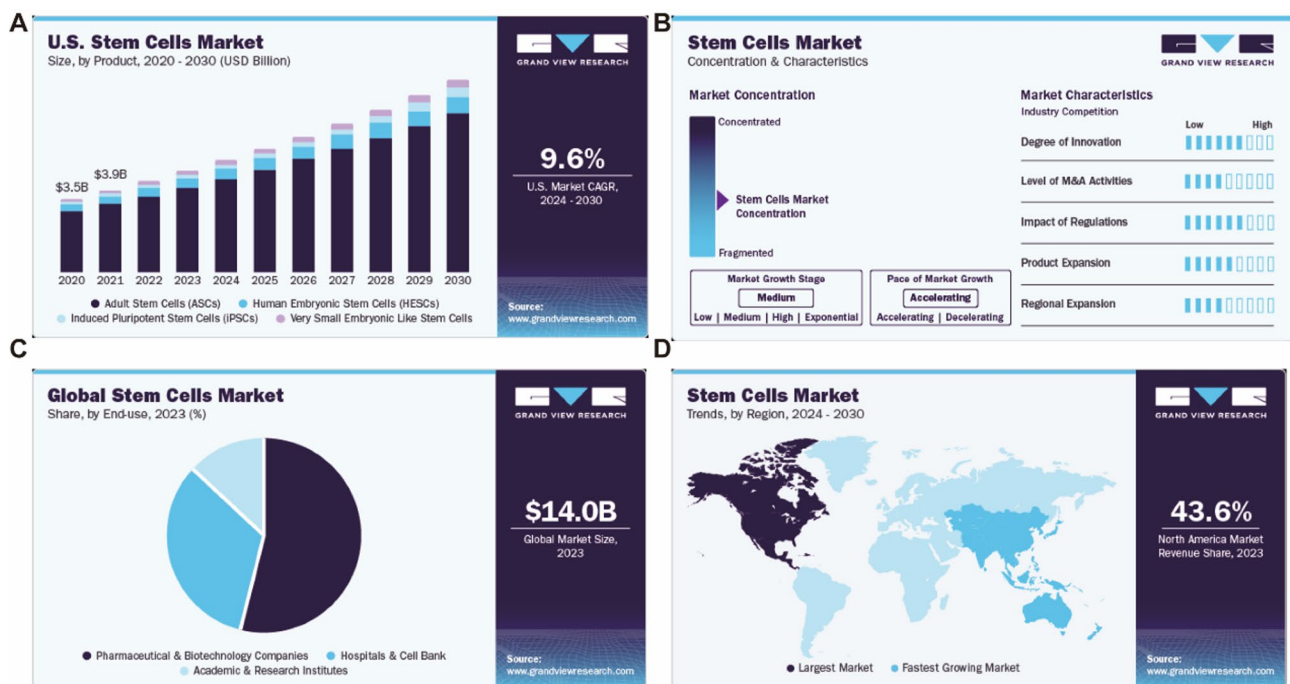 A
U.S. Stem Cells Market
Size, by Product, 2020 - 2030 (USD Billion)
GRAND VIEW RESEARCH
$3.5B
$3.9B
2020 2021 2022 2023 2024 2025 2026 2027 2028 2029 2030
Adult Stem Cells (ASCs) Human Embryonic Stem Cells (HESCs)
Induced Pluripotent Stem Cells (iPSCs) Very Small Embryonic Like Stem Cells
9.6%
U.S. Market CAGR,
2024 - 2030
Source:
www.grandviewresearch.com
B
Stem Cells Market
Concentration & Characteristics
GRAND VIEW RESEARCH
Market Concentration
Concentrated
Stem Cells Market
Concentration
Fragmented
Market Growth Stage
Medium
Low | Medium | High | Exponential
Pace of Market Growth
Accelerating
Accelerating | Decelerating
Market Characteristics
Industry Competition
Low High
Degree of Innovation
Level of M&A Activities
Impact of Regulations
Product Expansion
Regional Expansion
C
Global Stem Cells Market
Share, by End-use, 2023 (%)
GRAND VIEW RESEARCH
Pharmaceutical & Biotechnology Companies Hospitals & Cell Bank
Academic & Research Institutes
$14.0B
Global Market Size,
2023
Source:
www.grandviewresearch.com
D
Stem Cells Market
Trends, by Region, 2024 - 2030
GRAND VIEW RESEARCH
Largest Market Fastest Growing Market
43.6%
North America Market
Revenue Share, 2023
Source:
www.grandviewresearch.com